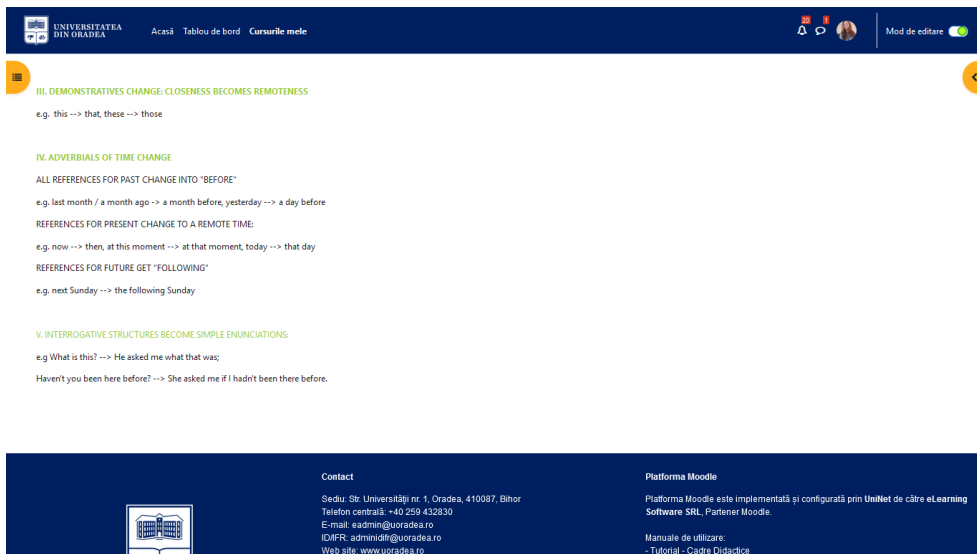 UNIVERSITATEA
DIN ORADEA
Acasă Tablou de bord Cursurile mele
20 1
Mod de editare
III. DEMONSTRATIVES CHANGE: CLOSENESS BECOMES REMOTENESS
e.g. this --> that, these --> those
IV. ADVERBIALS OF TIME CHANGE
ALL REFERENCES FOR PAST CHANGE INTO "BEFORE"
e.g. last month / a month ago -> a month before, yesterday --> a day before
REFERENCES FOR PRESENT CHANGE TO A REMOTE TIME:
e.g. now --> then, at this moment --> at that moment, today --> that day
REFERENCES FOR FUTURE GET "FOLLOWING"
e.g. next Sunday --> the following Sunday
V. INTERROGATIVE STRUCTURES BECOME SIMPLE ENUNCIATIONS:
e.g What is this? --> He asked me what that was;
Haven't you been here before? --> She asked me if I hadn't been there before.
Contact
Sediu: Str. Universității nr. 1, Oradea, 410087, Bihor
Telefon centrală: +40 259 432830
E-mail: eadmin@uoradea.ro
ID/IFR: adminidifr@uoradea.ro
Web site: www.uoradea.ro
Platforma Moodle
Platforma Moodle este implementată și configurată prin UniNet de către eLearning
Software SRL, Partener Moodle.
Manuale de utilizare:
- Tutorial - Cadre Didactice